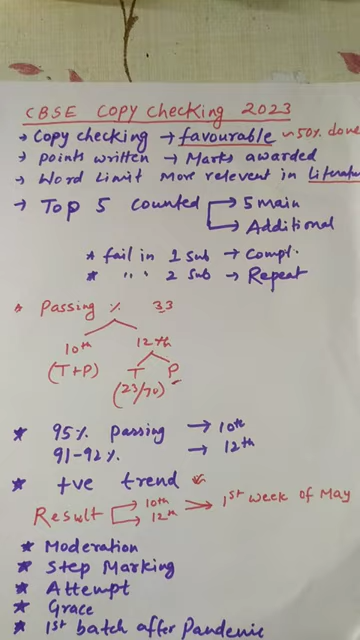 CBSE Copy Checking 2023
→ Copy checking → favourable ~50% done
→ points written → Marks awarded
→ Word Limit More relevent in Literatu
→ Top 5 counted → 5 main
→ Additional
* fail in 1 sub → Compt.
* " " 2 sub → Repeat
* Passing % 33
10th 12th
(T+P) T P
(23/70)
* 95% passing → 10th
91-92% → 12th
* +ve trend
Result → 10th → 1st week of May
→ 12th
* Moderation
* Step Marking
* Attempt
* Grace
* 1st batch after Pandemic